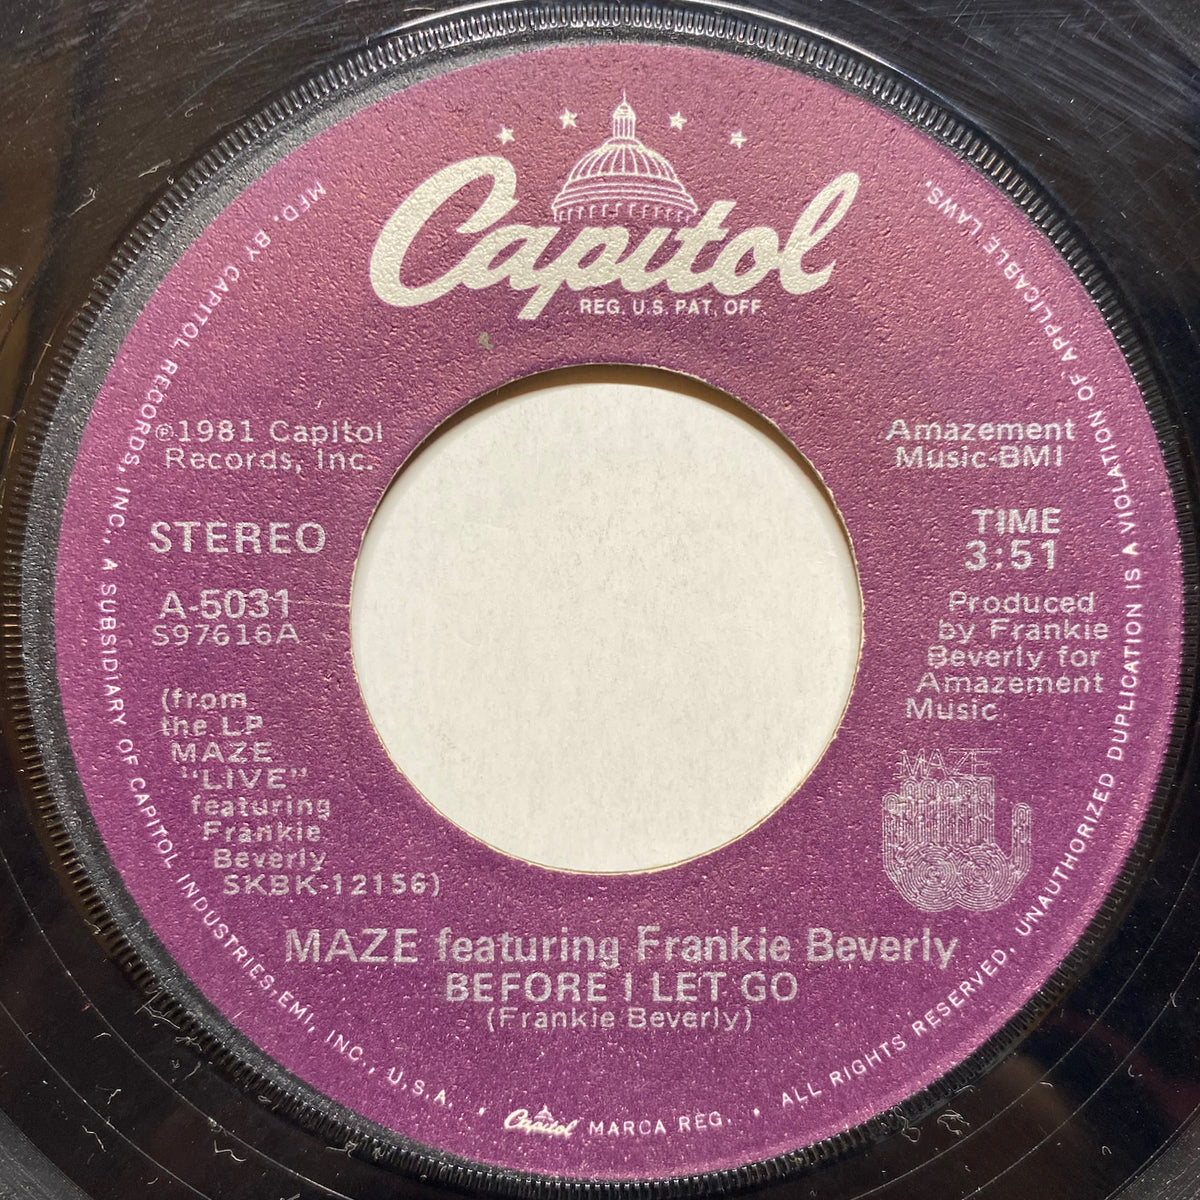 Capitol
REG. U.S. PAT. OFF
℗1981 Capitol
Records, Inc.
STEREO
A-5031
S97616A
(from
the LP
MAZE
"LIVE"
featuring
Frankie
Beverly
SKBK-12156)
Amazement
Music-BMI
TIME
3:51
Produced
by Frankie
Beverly for
Amazement
Music
MAZE
MAZE featuring Frankie Beverly
BEFORE I LET GO
(Frankie Beverly)
MFD. BY CAPITOL RECORDS, INC., A SUBSIDIARY OF CAPITOL INDUSTRIES-EMI, INC., U.S.A. • Capitol MARCA REG. • ALL RIGHTS RESERVED. UNAUTHORIZED DUPLICATION IS A VIOLATION OF APPLICABLE LAWS.